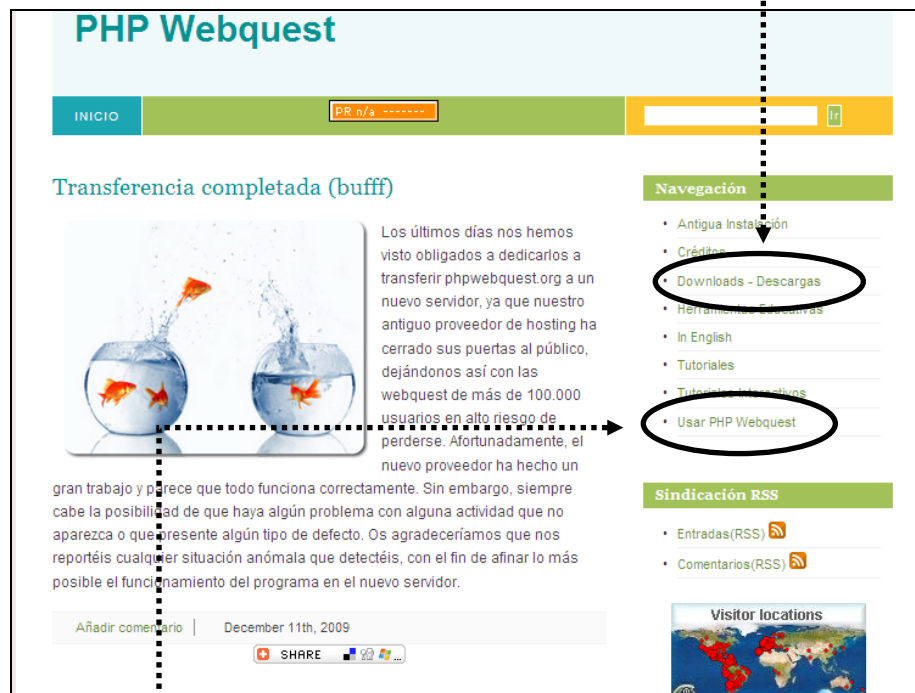 PHP Webquest
INICIO
PR n/a -------
Ir
Transferencia completada (bufff)
Los últimos días nos hemos
visto obligados a dedicarlos a
transferir phpwebquest.org a un
nuevo servidor, ya que nuestro
antiguo proveedor de hosting ha
cerrado sus puertas al público,
dejándonos así con las
webquest de más de 100.000
usuarios en alto riesgo de
perderse. Afortunadamente, el
nuevo proveedor ha hecho un
gran trabajo y parece que todo funciona correctamente. Sin embargo, siempre
cabe la posibilidad de que haya algún problema con alguna actividad que no
aparezca o que presente algún tipo de defecto. Os agradeceríamos que nos
reportéis cualquier situación anómala que detectéis, con el fin de afinar lo más
posible el funcionamiento del programa en el nuevo servidor.
Añadir comentario
December 11th, 2009
SHARE
Navegación
Antigua Instalación
Créditos
Downloads - Descargas
Herramientas Educativas
In English
Tutoriales
Tutoriales Interactivos
Usar PHP Webquest
Sindicación RSS
Entradas(RSS)
Comentarios(RSS)
Visitor locations